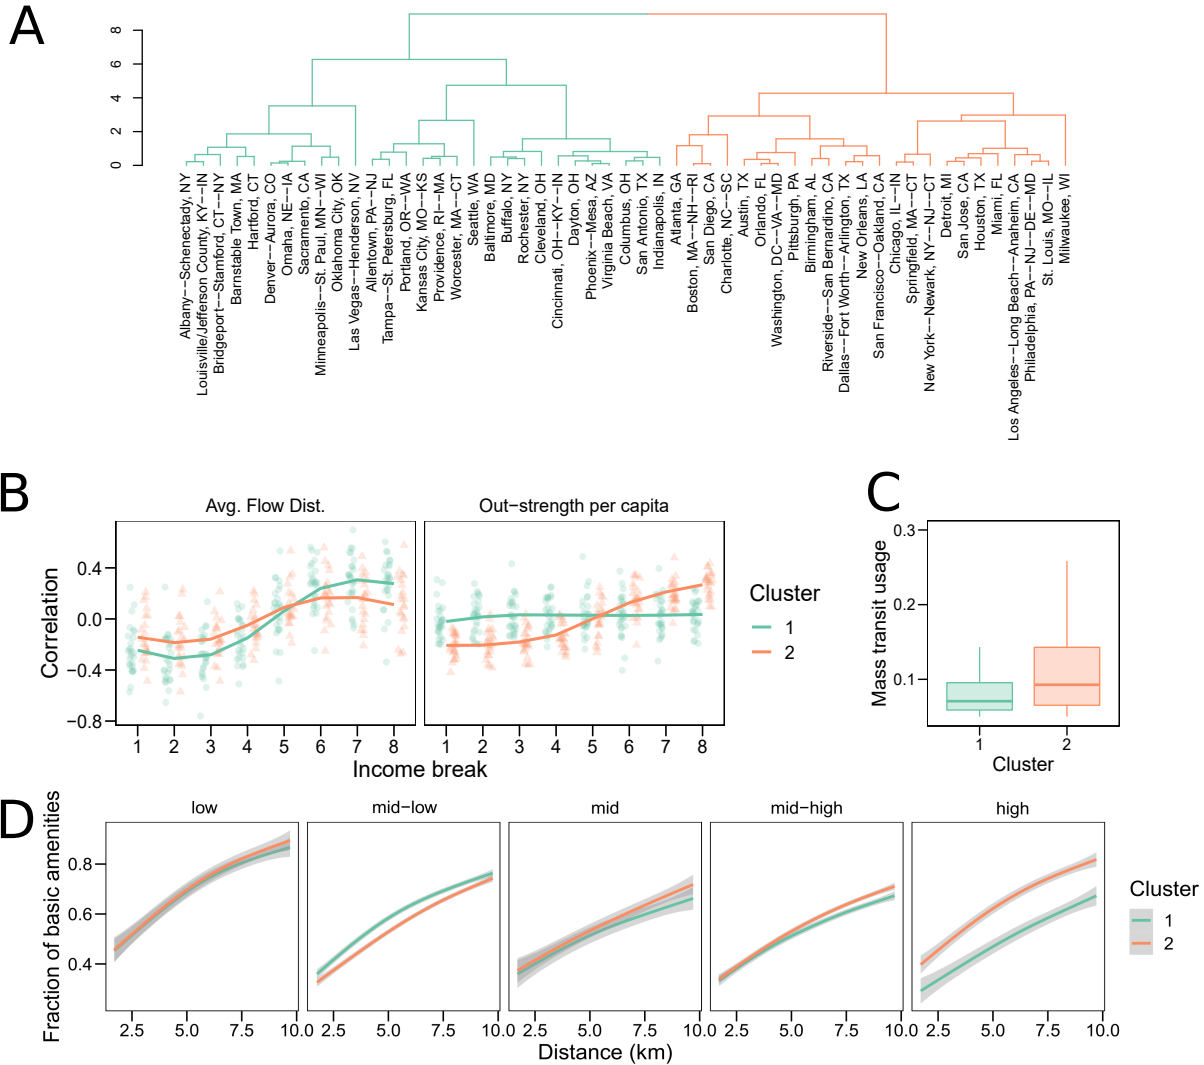 A
8
6
4
2
0
Albany−−Schenectady, NY
Louisville/Jefferson County, KY−−IN
Bridgeport−−Stamford, CT−−NY
Barnstable Town, MA
Hartford, CT
Denver−−Aurora, CO
Omaha, NE−−IA
Sacramento, CA
Minneapolis−−St. Paul, MN−−WI
Oklahoma City, OK
Las Vegas−−Henderson, NV
Allentown, PA−−NJ
Tampa−−St. Petersburg, FL
Portland, OR−−WA
Kansas City, MO−−KS
Providence, RI−−MA
Worcester, MA−−CT
Seattle, WA
Baltimore, MD
Buffalo, NY
Rochester, NY
Cleveland, OH
Cincinnati, OH−−KY−−IN
Dayton, OH
Phoenix−−Mesa, AZ
Virginia Beach, VA
Columbus, OH
San Antonio, TX
Indianapolis, IN
Atlanta, GA
Boston, MA−−NH−−RI
San Diego, CA
Charlotte, NC−−SC
Austin, TX
Orlando, FL
Washington, DC−−VA−−MD
Pittsburgh, PA
Birmingham, AL
Riverside−−San Bernardino, CA
Dallas−−Fort Worth−−Arlington, TX
New Orleans, LA
San Francisco−−Oakland, CA
Chicago, IL−−IN
Springfield, MA−−CT
New York−−Newark, NY−−NJ−−CT
Detroit, MI
San Jose, CA
Houston, TX
Miami, FL
Los Angeles−−Long Beach−−Anaheim, CA
Philadelphia, PA−−NJ−−DE−−MD
St. Louis, MO−−IL
Milwaukee, WI
B
Avg. Flow Dist.
Out−strength per capita
Correlation
0.4
0.0
−0.4
−0.8
1 2 3 4 5 6 7 8
1 2 3 4 5 6 7 8
Income break
Cluster
1
2
C
Mass transit usage
0.3
0.2
0.1
1 2
Cluster
D
low
mid−low
mid
mid−high
high
Fraction of basic amenities
0.8
0.6
0.4
2.5 5.0 7.5 10.0
2.5 5.0 7.5 10.0
2.5 5.0 7.5 10.0
2.5 5.0 7.5 10.0
2.5 5.0 7.5 10.0
Distance (km)
Cluster
1
2